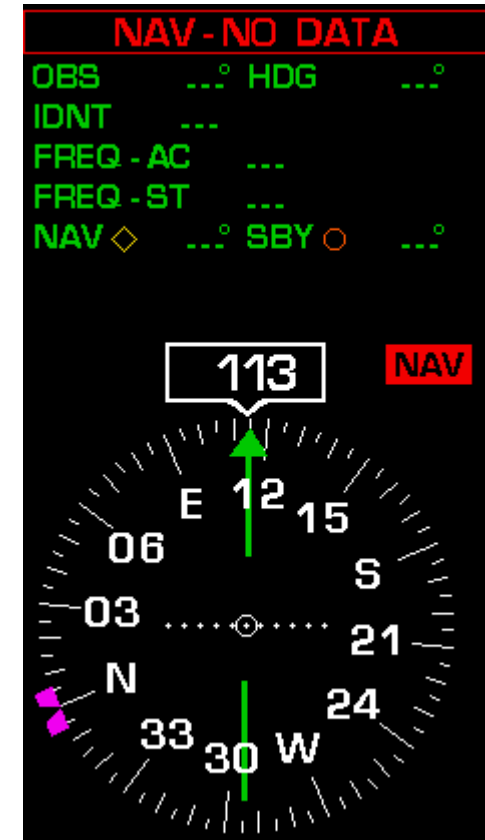 NAV-NO DATA
OBS ---° HDG ---°
IDNT ---
FREQ - AC ---
FREQ - ST ---
NAV ◇ ---° SBY ○ ---°
113
NAV
E 12 15
06 S
03 21
N 24
33 30 W